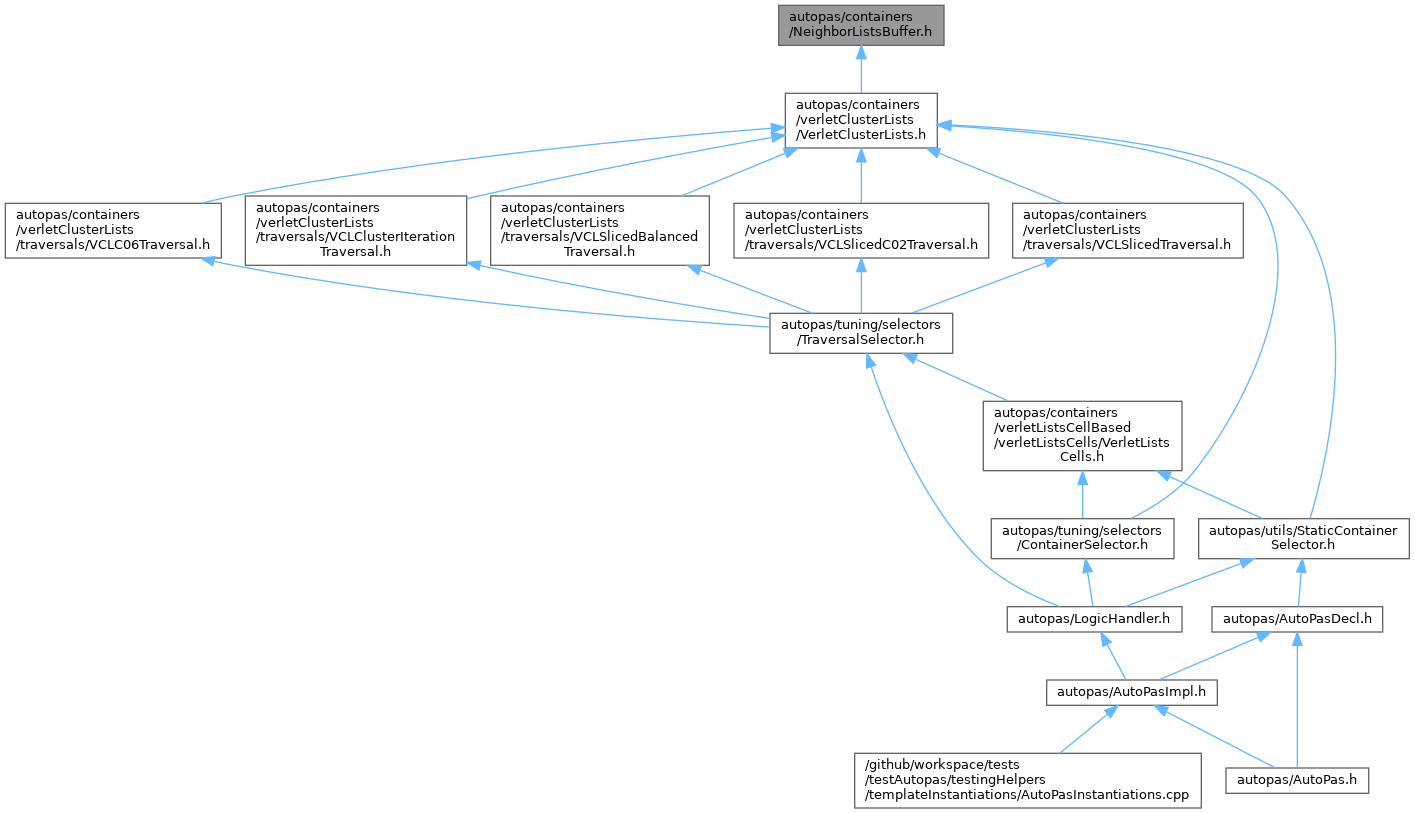 autopas/containers
/NeighborListsBuffer.h
autopas/containers
/verletClusterLists
/VerletClusterLists.h
autopas/containers
/verletClusterLists
/traversals/VCLC06Traversal.h
autopas/containers
/verletClusterLists
/traversals/VCLClusterIteration
Traversal.h
autopas/containers
/verletClusterLists
/traversals/VCLSlicedBalanced
Traversal.h
autopas/containers
/verletClusterLists
/traversals/VCLSlicedC02Traversal.h
autopas/containers
/verletClusterLists
/traversals/VCLSlicedTraversal.h
autopas/tuning/selectors
/TraversalSelector.h
autopas/containers
/verletListsCellBased
/verletListsCells/VerletLists
Cells.h
autopas/tuning/selectors
/ContainerSelector.h
autopas/utils/StaticContainer
Selector.h
autopas/LogicHandler.h
autopas/AutoPasDecl.h
autopas/AutoPasImpl.h
/github/workspace/tests
/testAutopas/testingHelpers
/templateInstantiations/AutoPasInstantiations.cpp
autopas/AutoPas.h